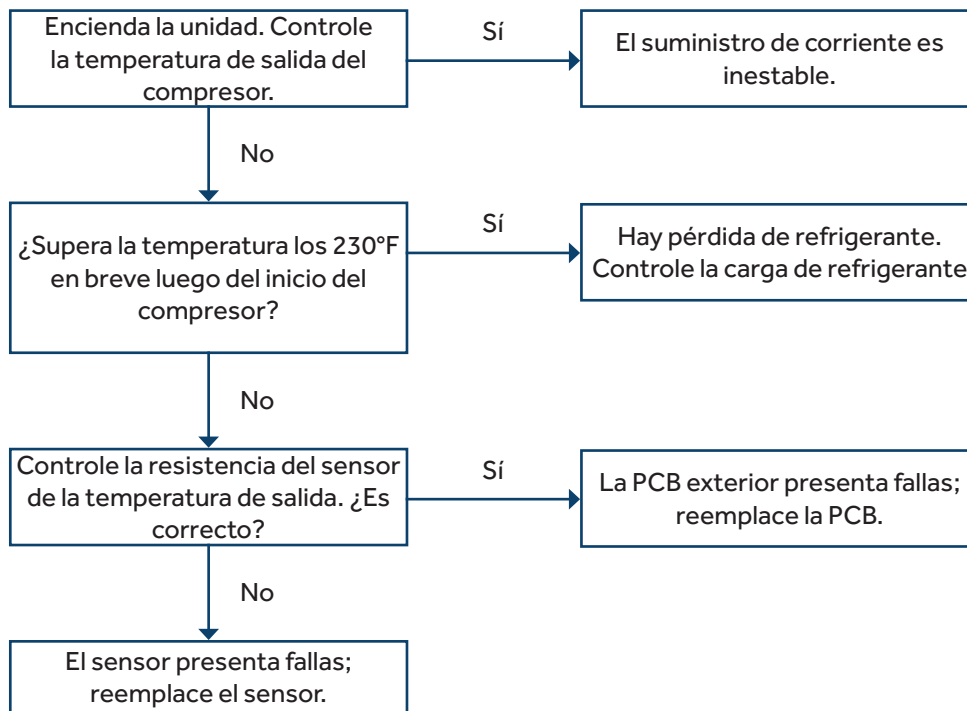 Encienda la unidad. Controle
la temperatura de salida del
compresor.
Sí
El suministro de corriente es
inestable.
No
¿Supera la temperatura los 230°F
en breve luego del inicio del
compresor?
Sí
Hay pérdida de refrigerante.
Controle la carga de refrigerante
No
Controle la resistencia del sensor
de la temperatura de salida. ¿Es
correcto?
Sí
La PCB exterior presenta fallas;
reemplace la PCB.
No
El sensor presenta fallas;
reemplace el sensor.